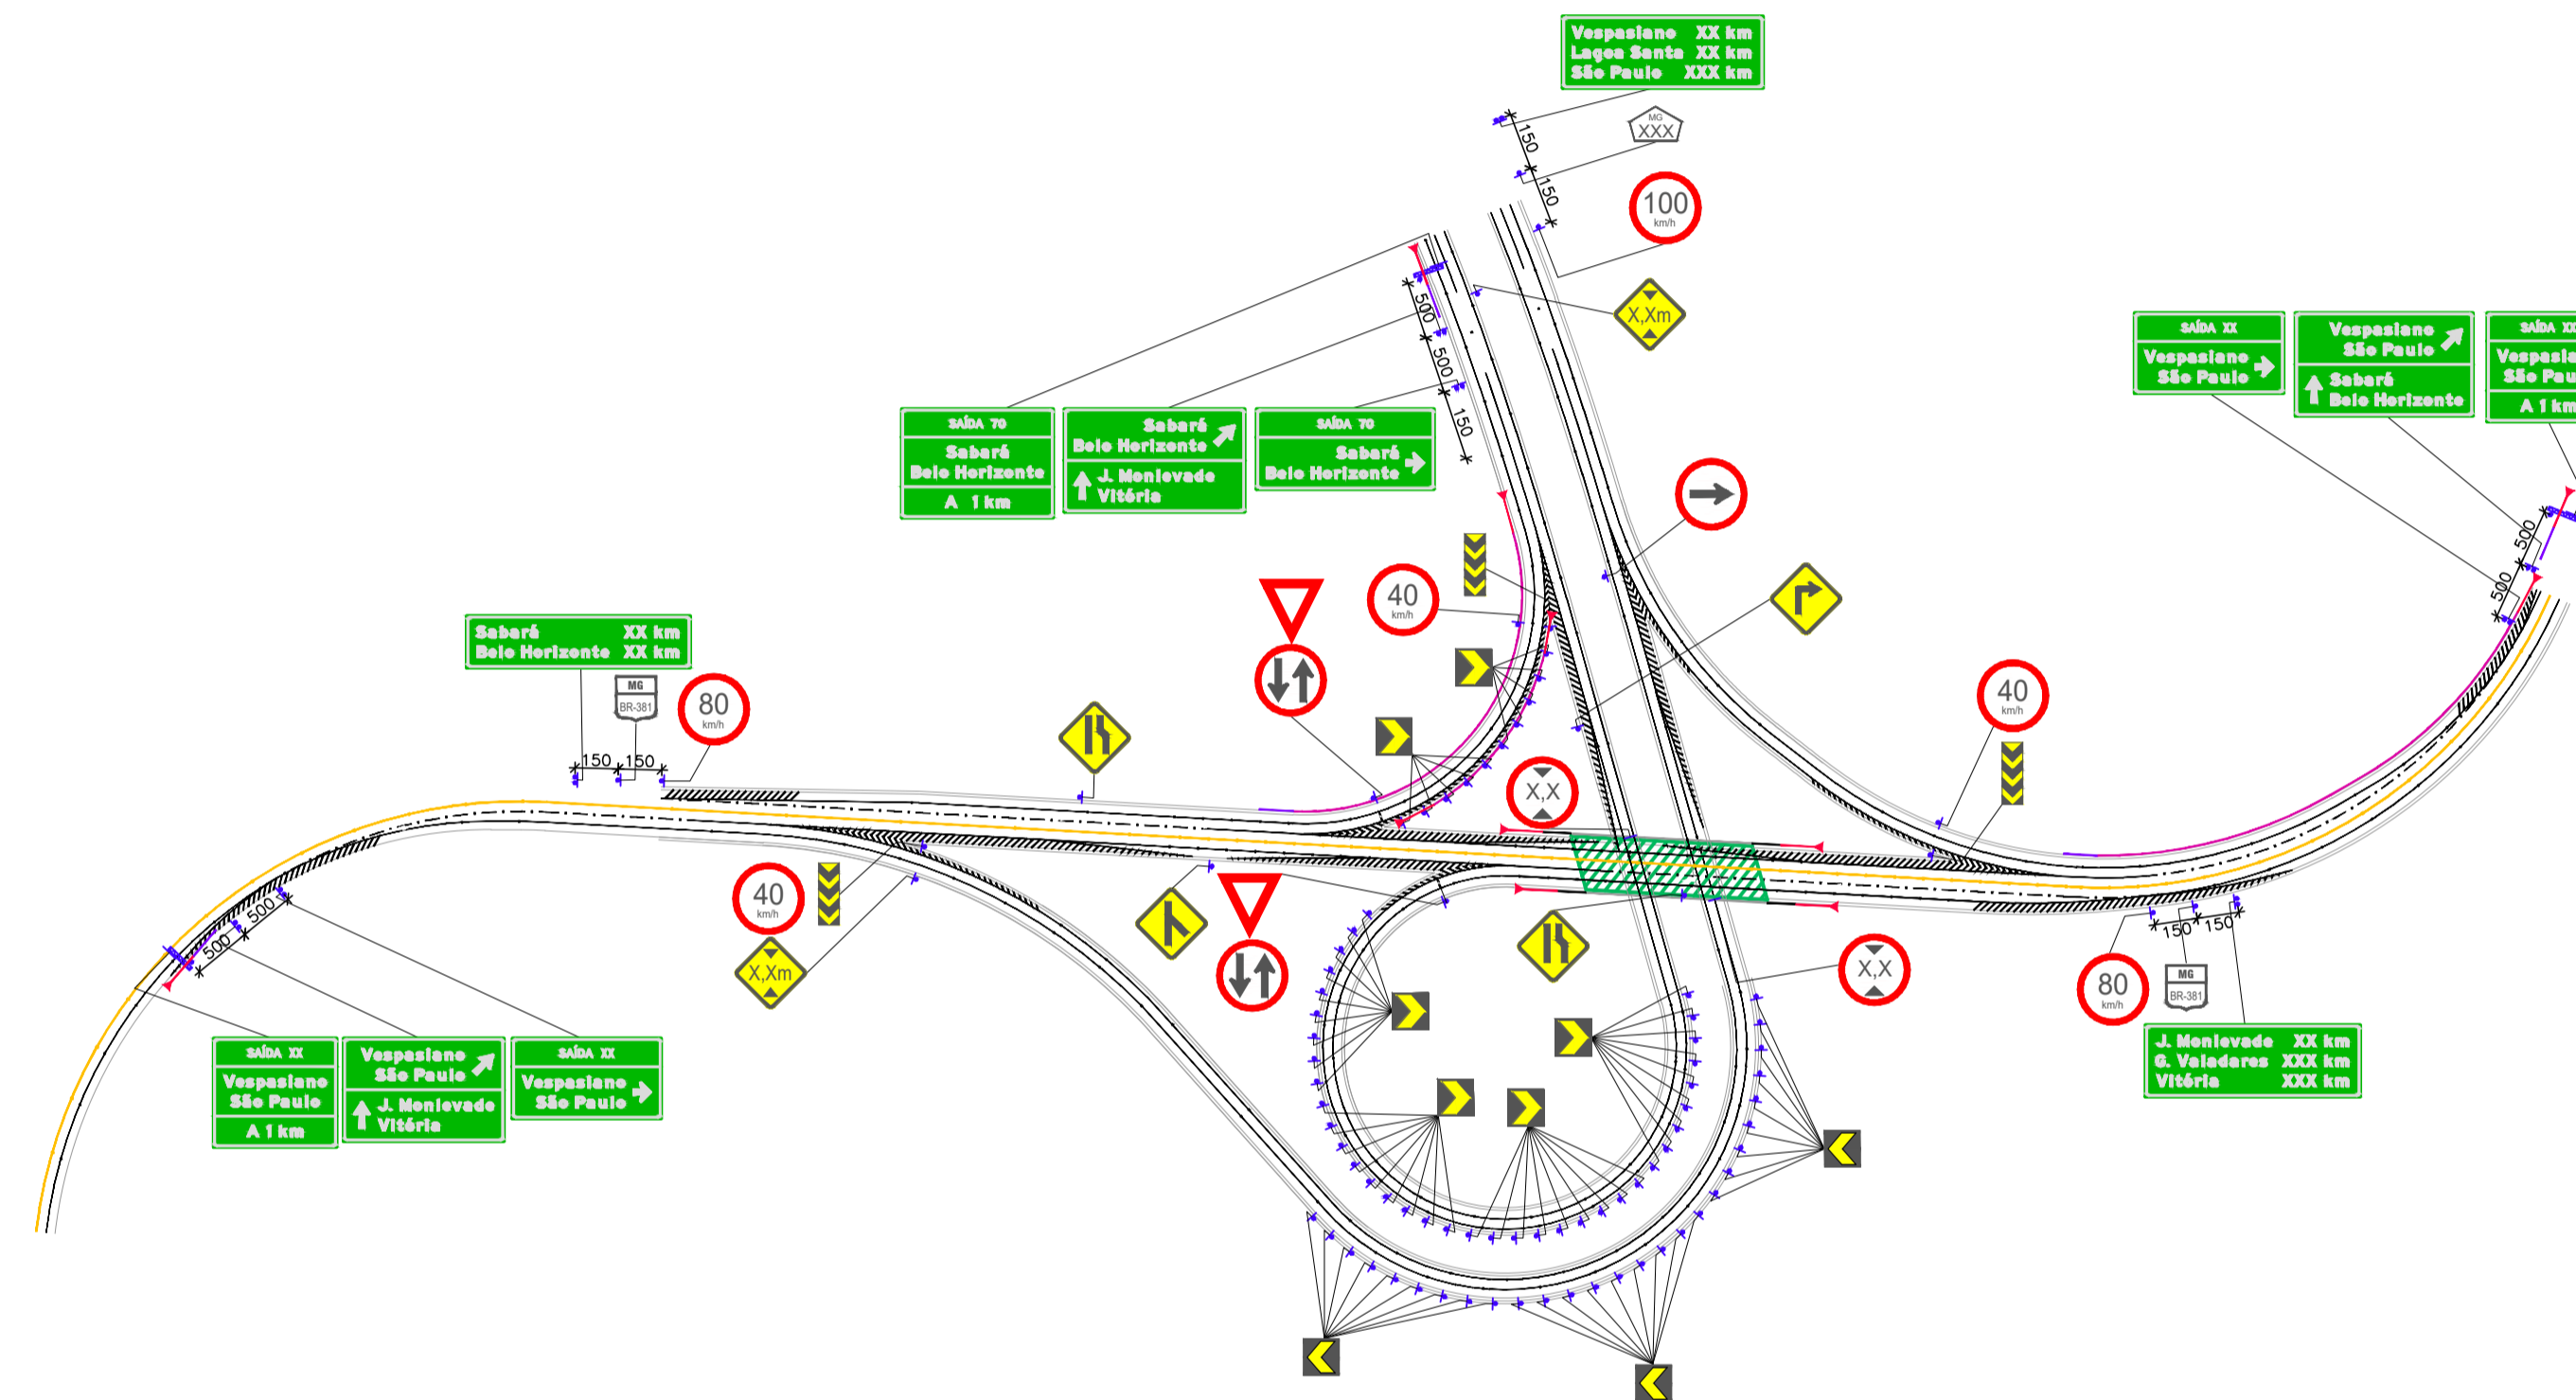 Vespasiano XX km
Lagoa Santa XX km
São Paulo XXX km
MG
XXX
150
150
100
km/h
X,Xm
500
500
150
SAÍDA XX
Vespasiano
São Paulo
Vespasiano
São Paulo
Sabará
Belo Horizonte
SAÍDA XX
A 1 km
500
500
SAÍDA 70
Sabará
Belo Horizonte
A 1 km
Sabará
Belo Horizonte
J. Monlevade
Vitória
SAÍDA 70
Sabará
Belo Horizonte
40
km/h
Sabará XX km
Belo Horizonte XX km
MG
BR-381
80
km/h
150
150
40
km/h
X,X
40
km/h
X,Xm
500
500
X,X
150
150
80
km/h
MG
BR-381
SAÍDA XX
Vespasiano
São Paulo
A 1 km
Vespasiano
São Paulo
J. Monlevade
Vitória
SAÍDA XX
Vespasiano
São Paulo
J. Monlevade XX km
G. Valadares XXX km
Vitória XXX km